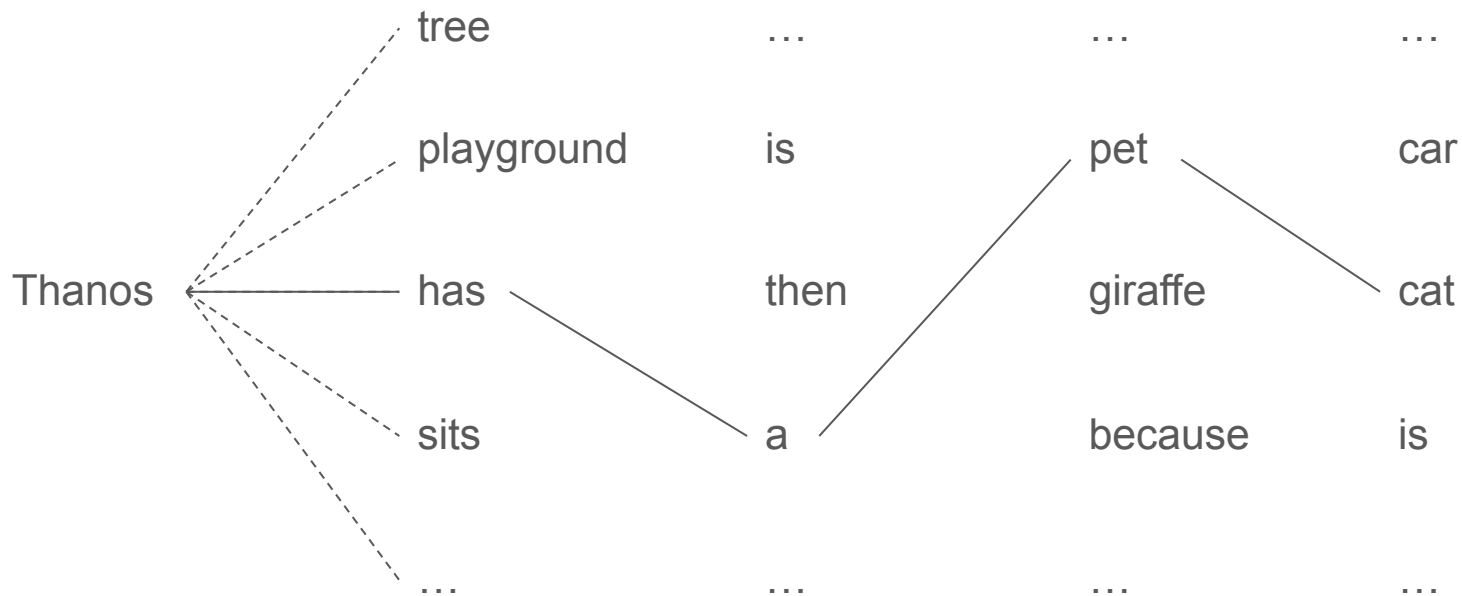 tree … … …
playground is pet car
Thanos has then giraffe cat
sits a because is
… … … …